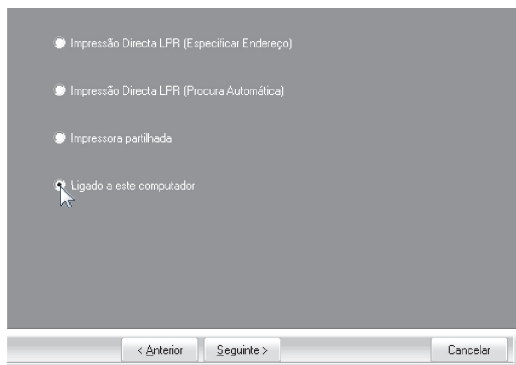 Impressão Directa LPR (Especificar Endereço)
Impressão Directa LPR (Procura Automática)
Impressora partilhada
Ligado a este computador
< Anterior Seguinte > Cancelar